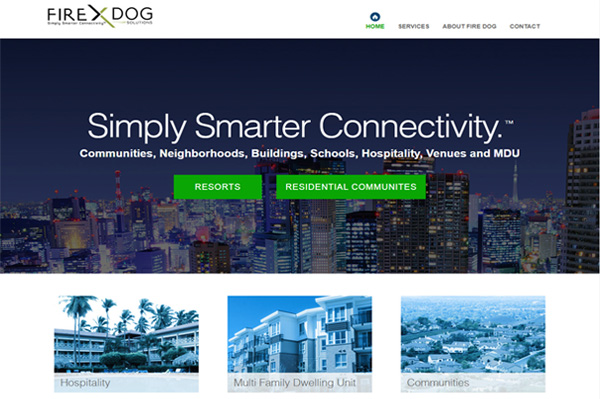 FIRE X DOG
Simply Smarter Connectivity
SOLUTIONS
HOME SERVICES ABOUT FIRE DOG CONTACT
Simply Smarter Connectivity.™
Communities, Neighborhoods, Buildings, Schools, Hospitality, Venues and MDU
RESORTS RESIDENTIAL COMMUNITES
Hospitality Multi Family Dwelling Unit Communities